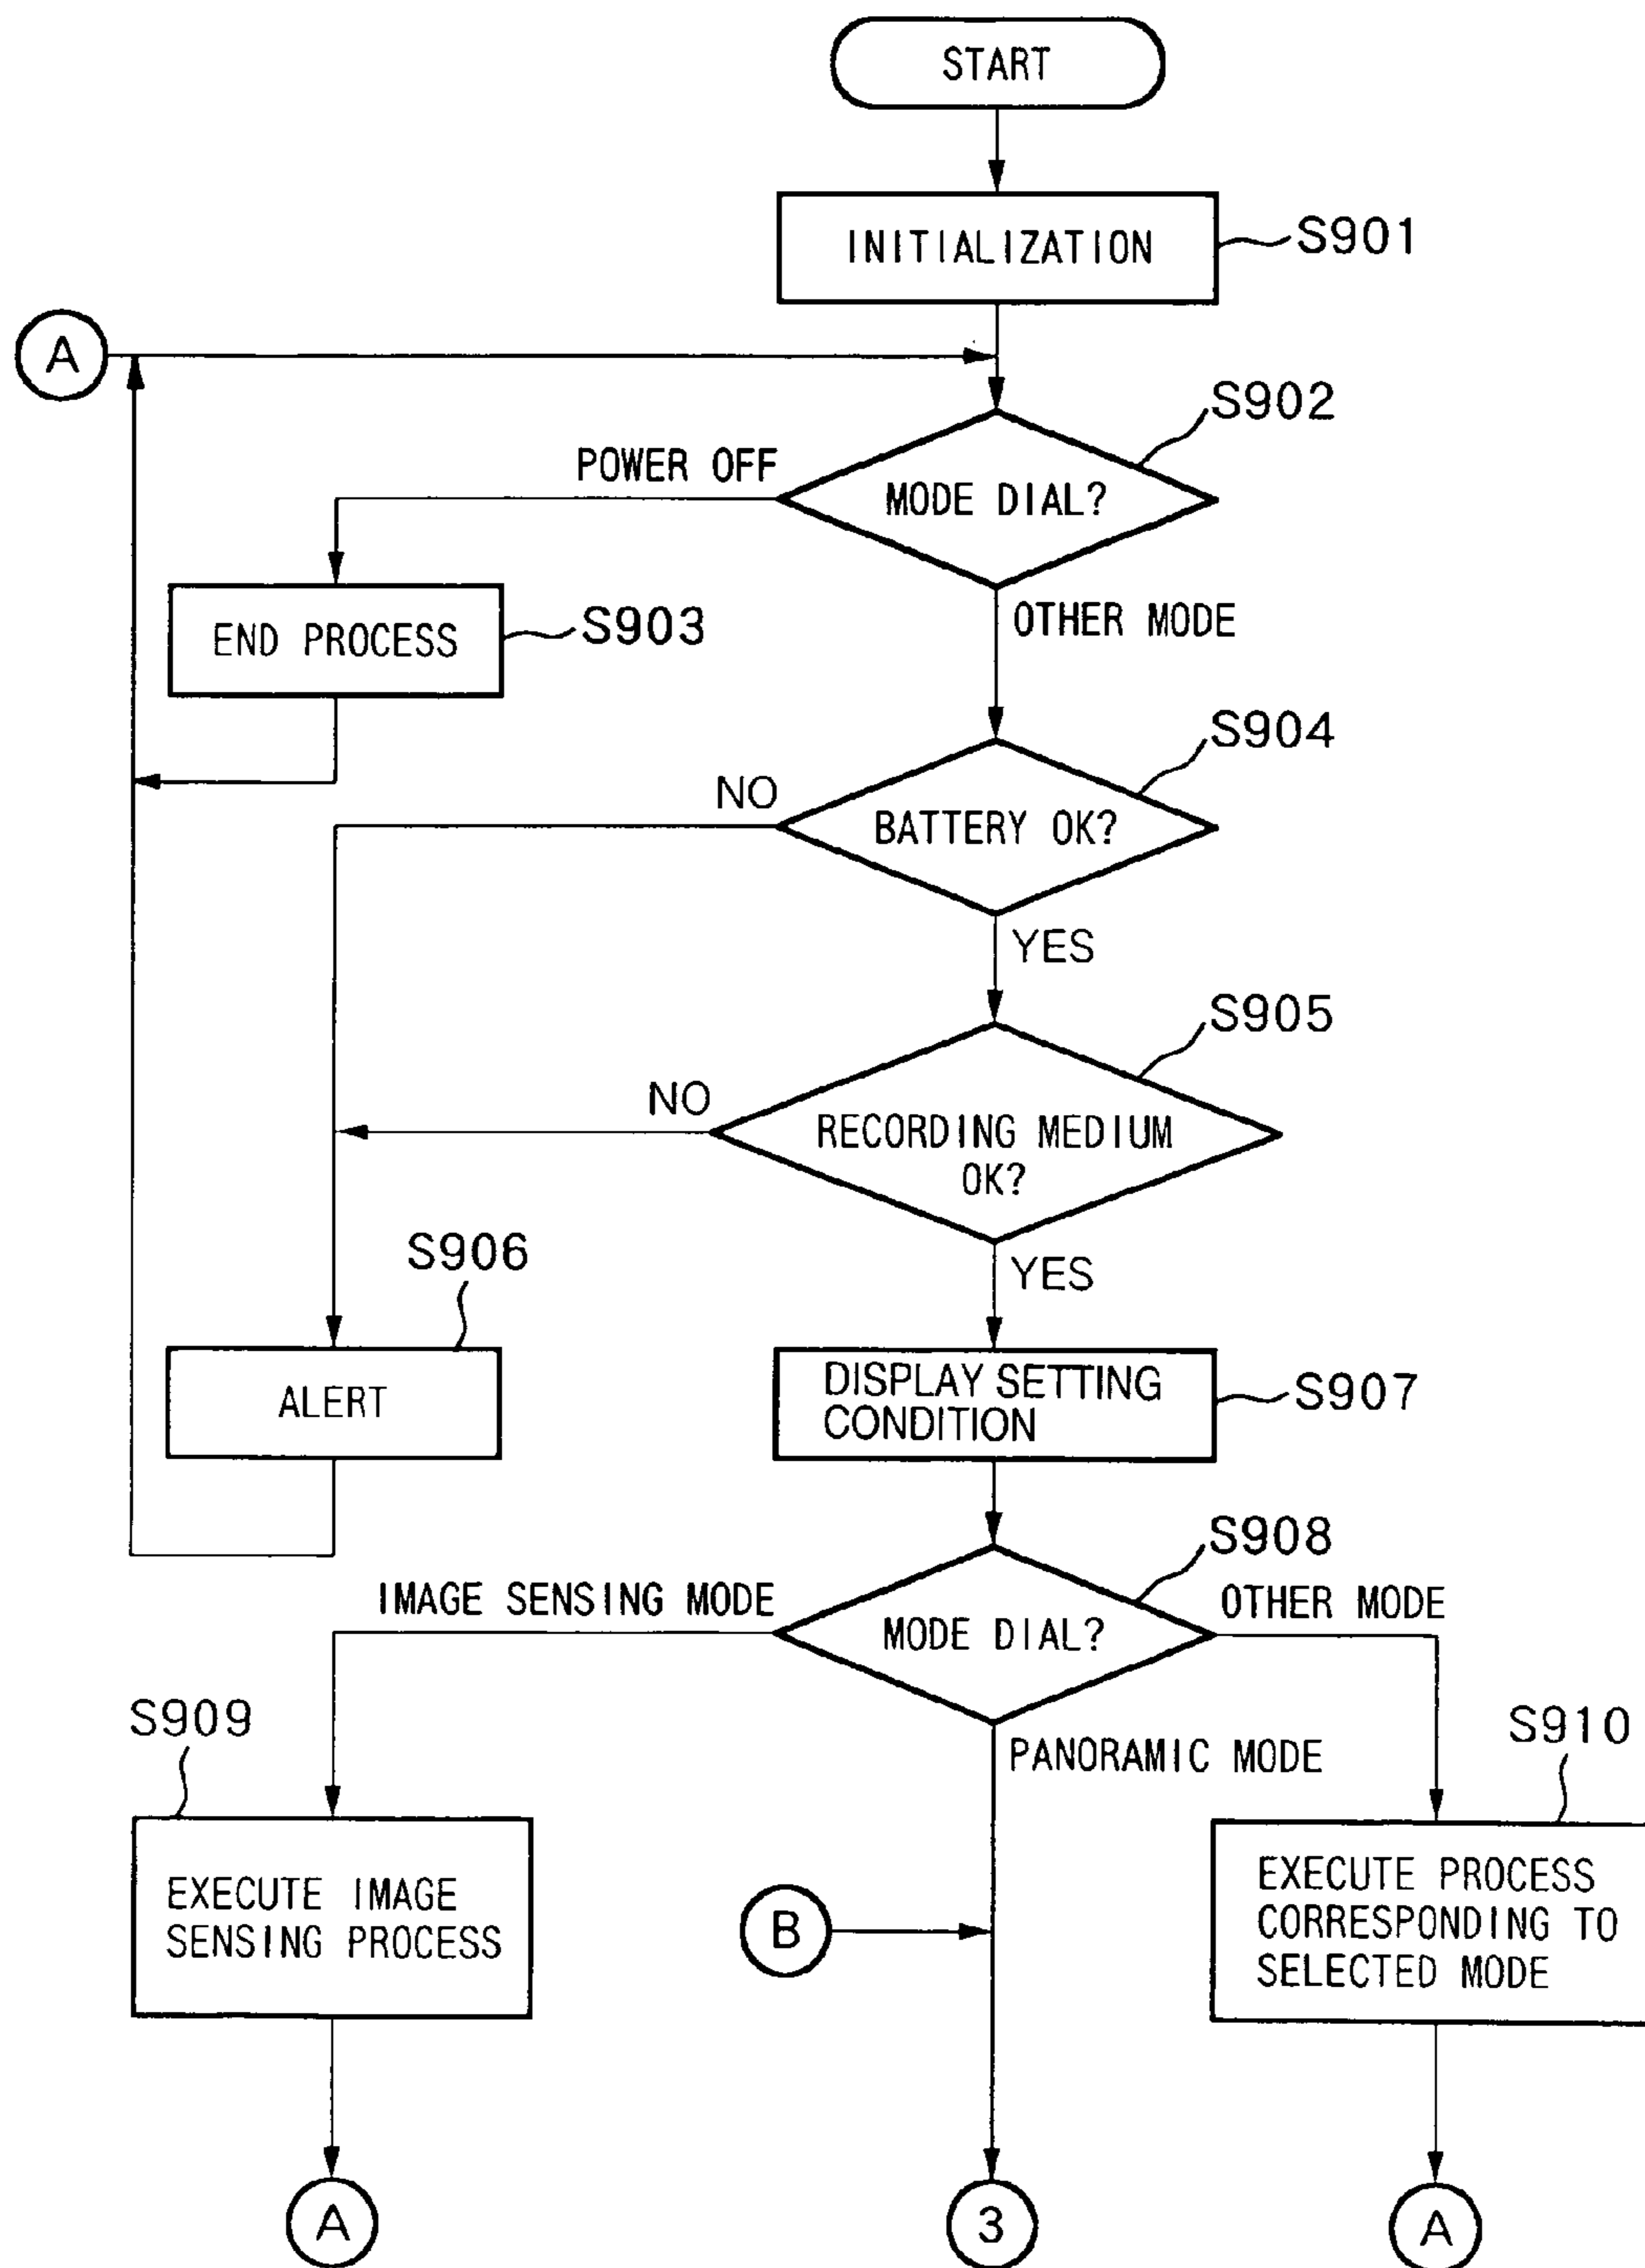 START
INITIALIZATION
S901
A
S902
POWER OFF
MODE DIAL?
END PROCESS
S903
OTHER MODE
S904
NO
BATTERY OK?
YES
S905
NO
RECORDING MEDIUM
OK?
S906
YES
ALERT
DISPLAY SETTING
CONDITION
S907
S908
IMAGE SENSING MODE
MODE DIAL?
OTHER MODE
S909
PANORAMIC MODE
S910
EXECUTE IMAGE
SENSING PROCESS
B
EXECUTE PROCESS
CORRESPONDING TO
SELECTED MODE
A
3
A